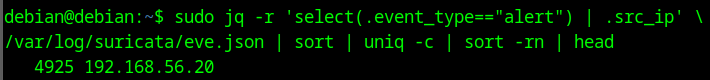 debian@debian:~$ sudo jq -r 'select(.event_type=="alert") | .src_ip' \
/var/log/suricata/eve.json | sort | uniq -c | sort -rn | head
4925 192.168.56.20